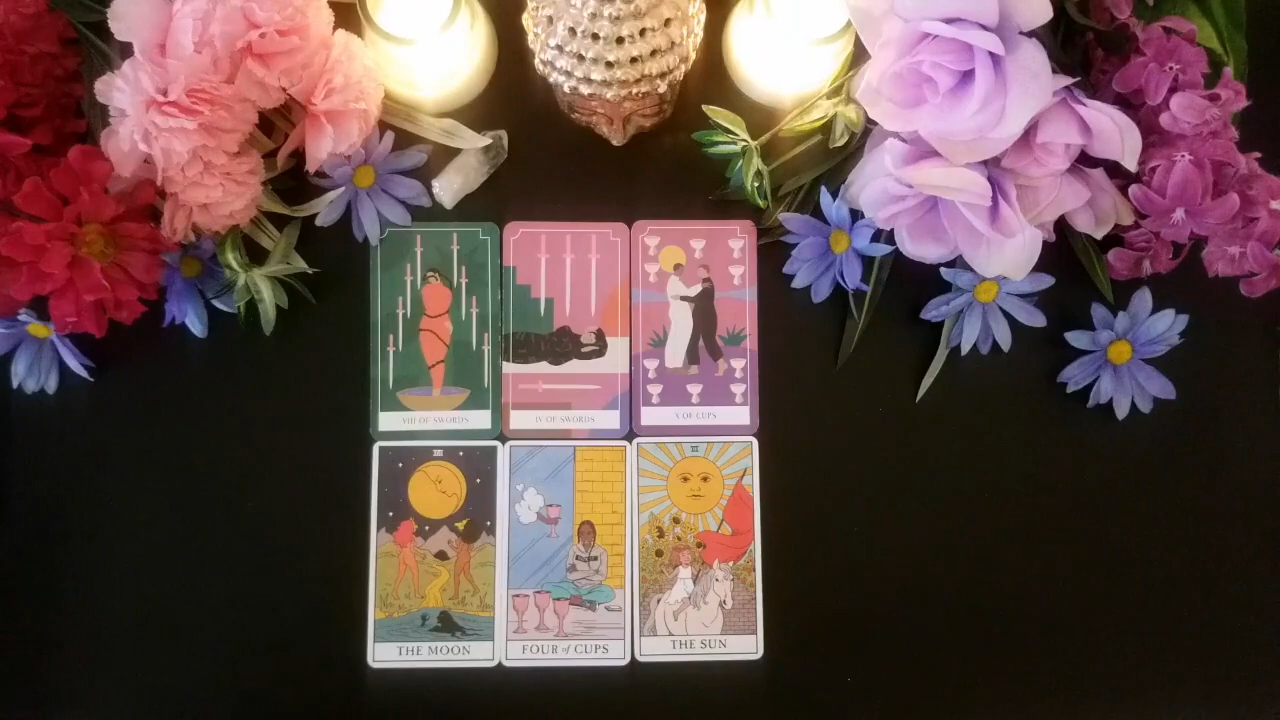 VIII OF SWORDS
IV OF SWORDS
X OF CUPS
THE MOON
FOUR of CUPS
THE SUN